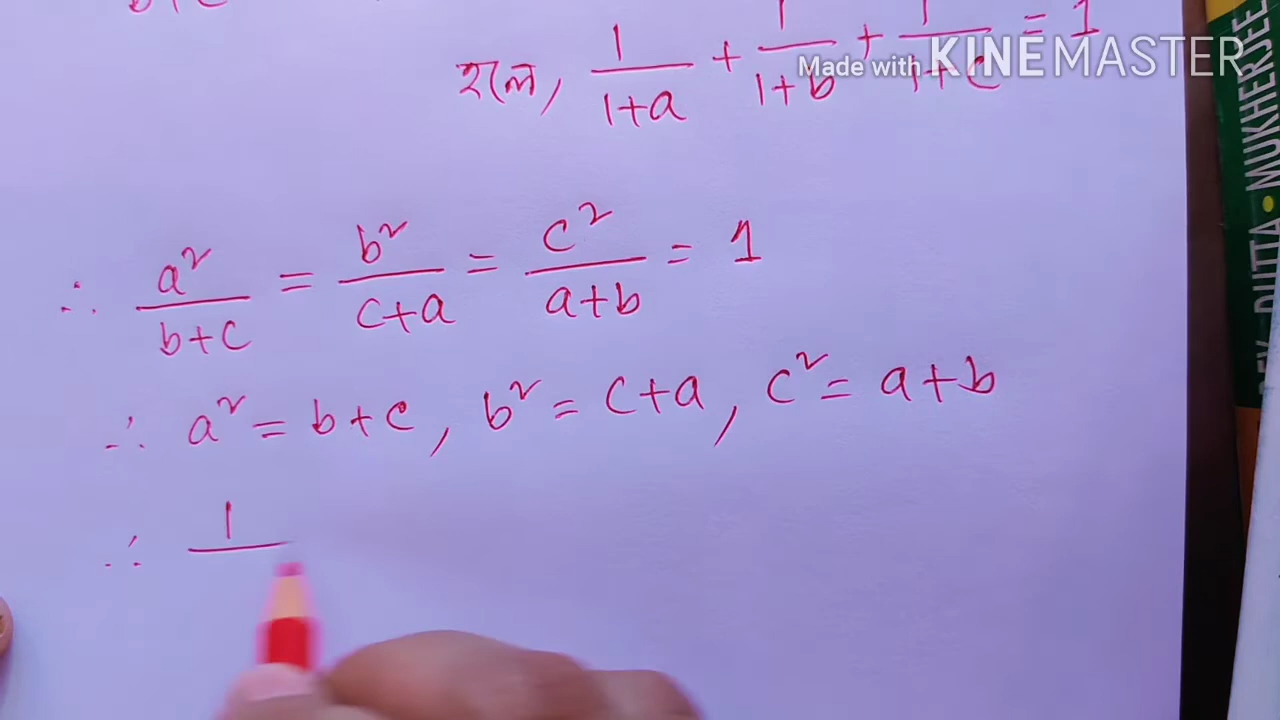 b+c
হলে, 1/(1+a) + 1/(1+b) + 1/(1+c) = 1
Made with KINEMASTER
∴ a²/(b+c) = b²/(c+a) = c²/(a+b) = 1
∴ a² = b+c, b² = c+a, c² = a+b
∴ 1
DEY • DUTTA • MUKHERJEE